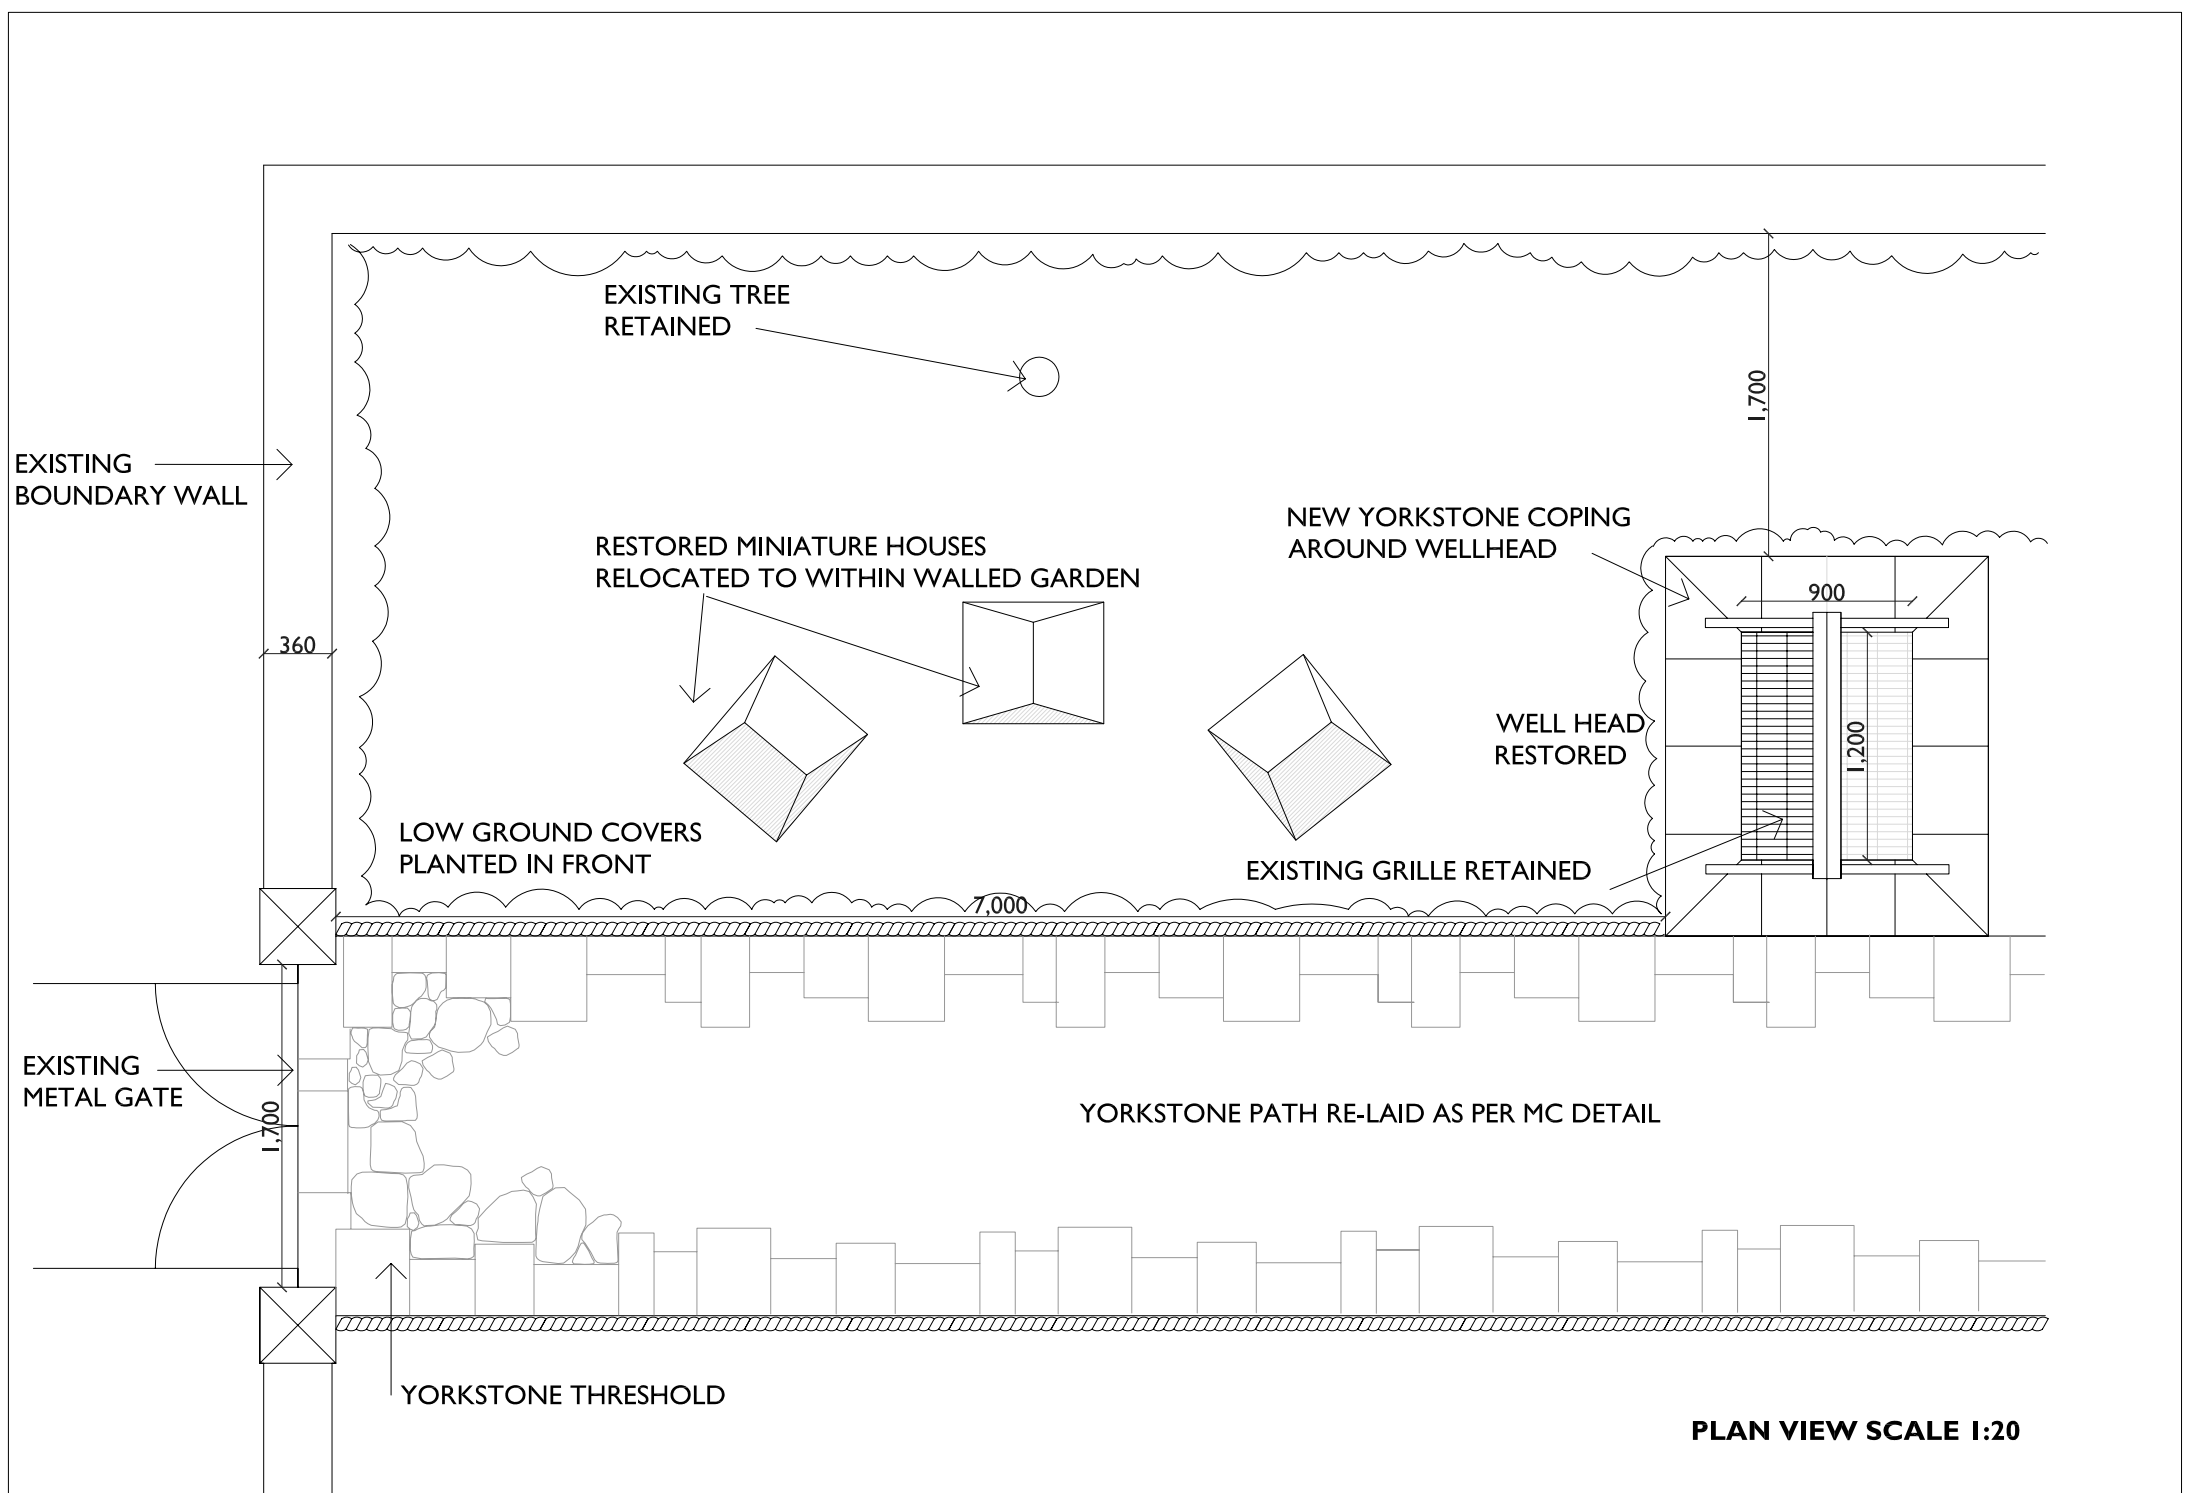 EXISTING TREE
RETAINED
1,700
EXISTING
BOUNDARY WALL
NEW YORKSTONE COPING
AROUND WELLHEAD
RESTORED MINIATURE HOUSES
RELOCATED TO WITHIN WALLED GARDEN
900
360
WELL HEAD
RESTORED
1,200
LOW GROUND COVERS
PLANTED IN FRONT
EXISTING GRILLE RETAINED
7,000
EXISTING
METAL GATE
1,700
YORKSTONE PATH RE-LAID AS PER MC DETAIL
YORKSTONE THRESHOLD
PLAN VIEW SCALE 1:20